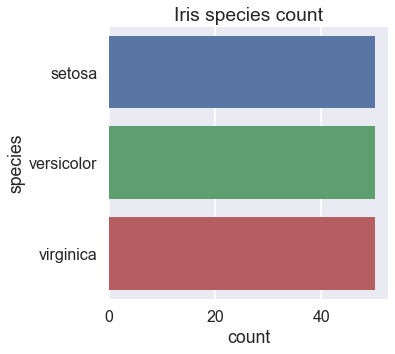 Iris species count
setosa
versicolor
virginica
species
0 20 40
count